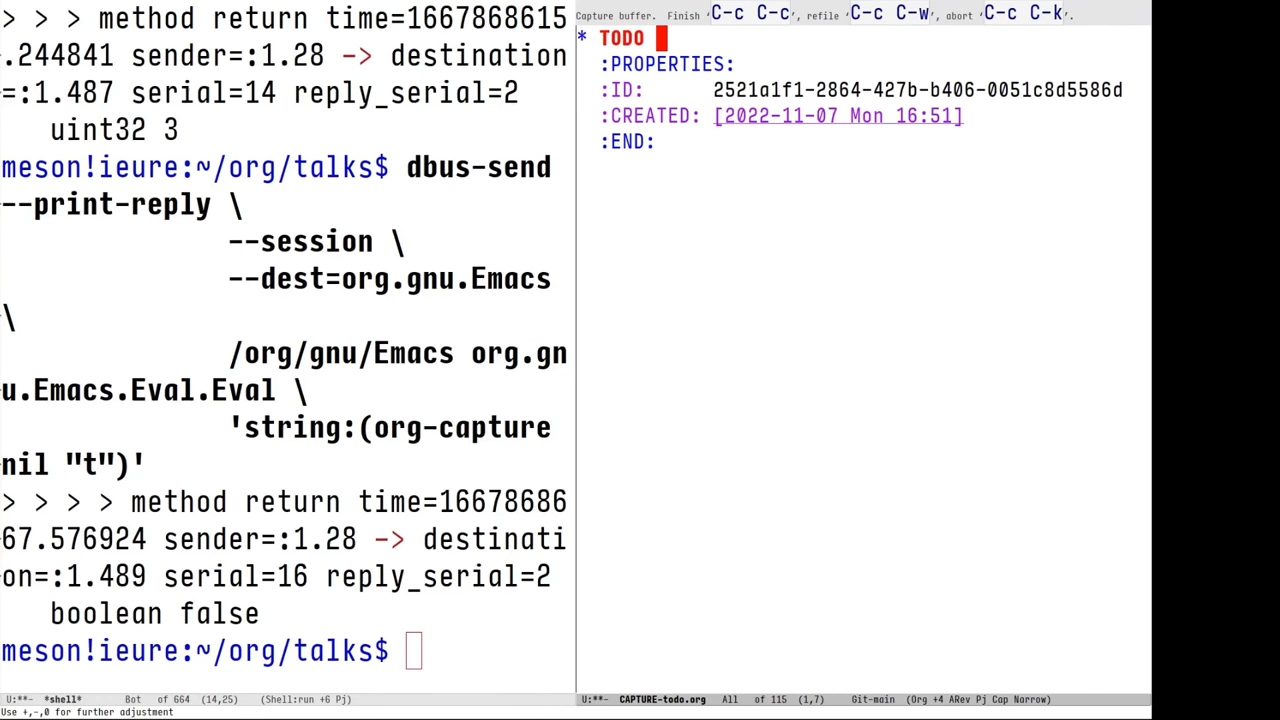 > > > method return time=1667868615
.244841 sender=:1.28 -> destination
=:1.487 serial=14 reply_serial=2
uint32 3
meson!ieure:~/org/talks$ dbus-send
--print-reply \
--session \
--dest=org.gnu.Emacs
\
/org/gnu/Emacs org.gn
u.Emacs.Eval.Eval \
'string:(org-capture
nil "t")'
> > > > method return time=16678686
67.576924 sender=:1.28 -> destinati
on=:1.489 serial=16 reply_serial=2
boolean false
meson!ieure:~/org/talks$
U:**- *shell* Bot of 664 (14,25) (Shell:run +6 Pj)
Capture buffer. Finish ‘C-c C-c’, refile ‘C-c C-w’, abort ‘C-c C-k’.
* TODO
:PROPERTIES:
:ID: 2521a1f1-2864-427b-b406-0051c8d5586d
:CREATED: [2022-11-07 Mon 16:51]
:END:
U:**- CAPTURE-todo.org All of 115 (1,7) Git-main (Org +4 ARev Pj Cap Narrow)
Use +,-,0 for further adjustment